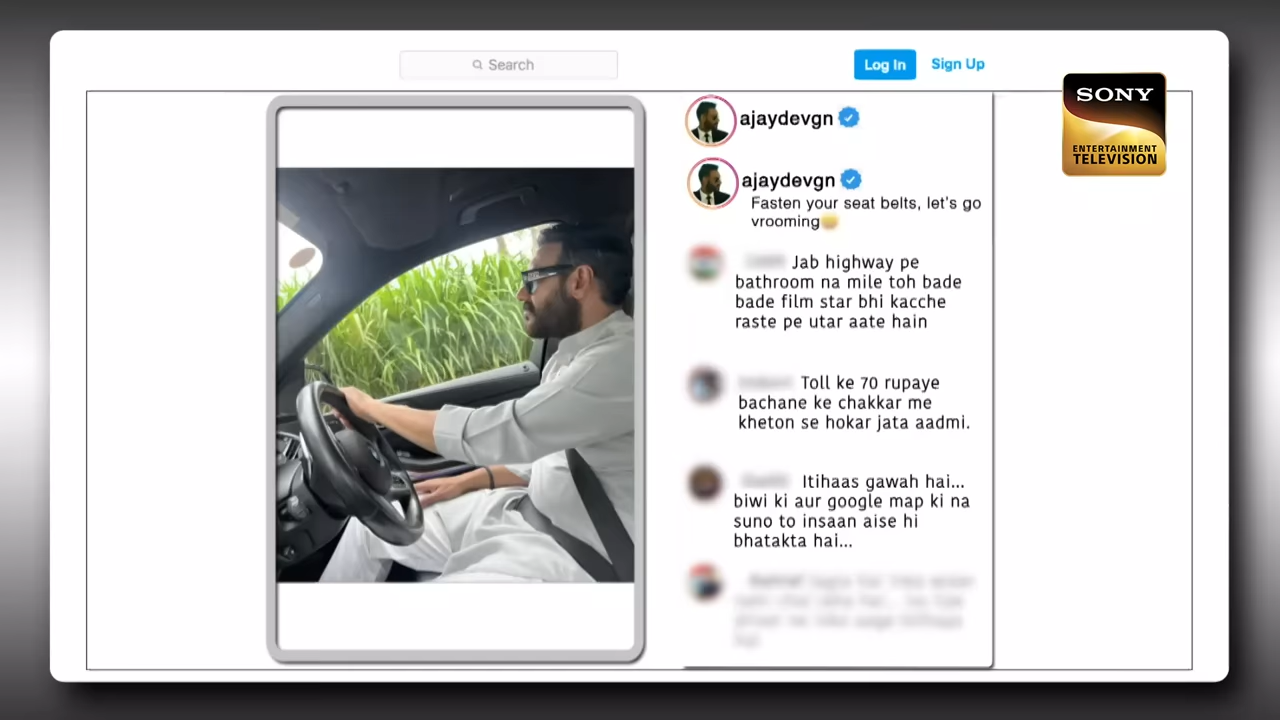 Search
Log In
Sign Up
SONY
ENTERTAINMENT
TELEVISION
ajaydevgn
ajaydevgn
Fasten your seat belts, let's go
vrooming
Jab highway pe
bathroom na mile toh bade
bade film star bhi kacche
raste pe utar aate hain
Toll ke 70 rupaye
bachane ke chakkar me
kheton se hokar jata aadmi.
Itihaas gawah hai...
biwi ki aur google map ki na
suno to insaan aise hi
bhatakta hai...